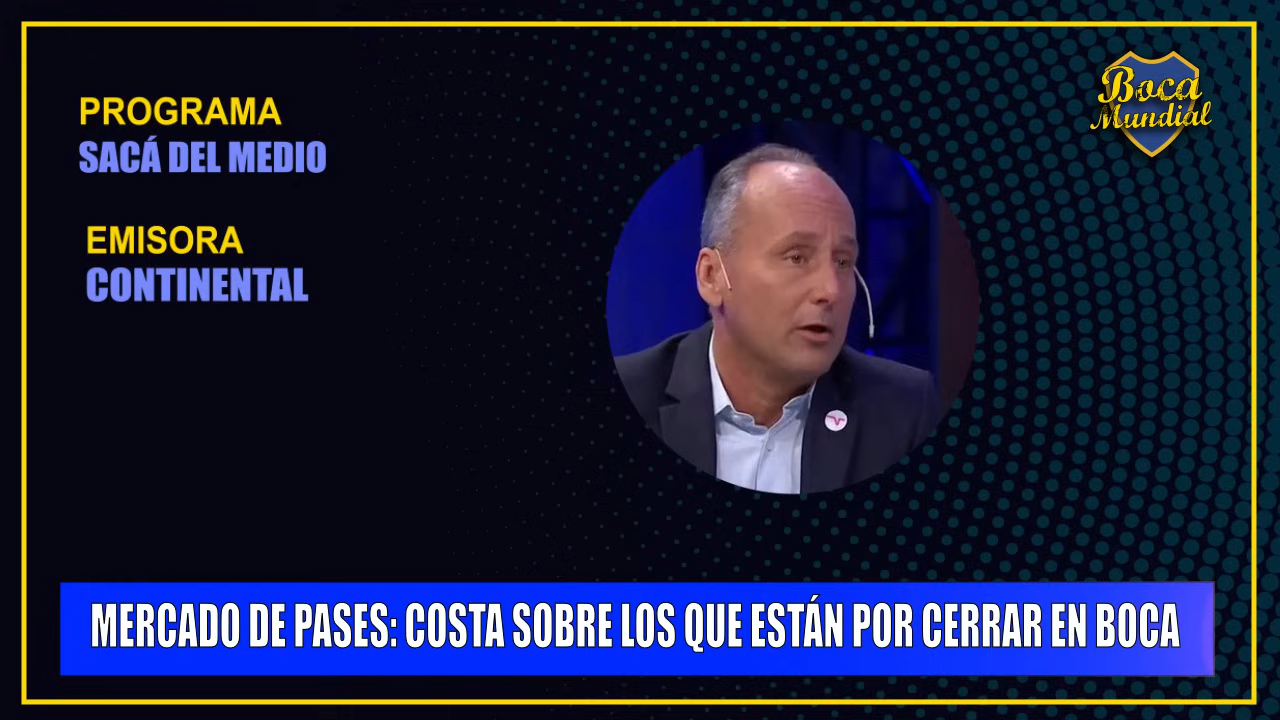 PROGRAMA
SACÁ DEL MEDIO
EMISORA
CONTINENTAL
Boca
Mundial
MERCADO DE PASES: COSTA SOBRE LOS QUE ESTÁN POR CERRAR EN BOCA